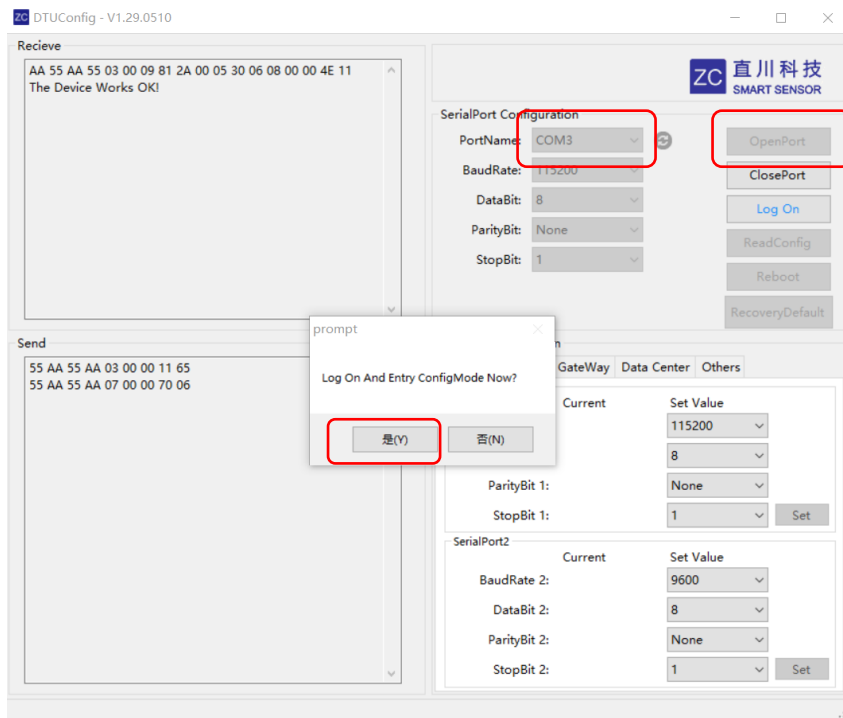 ZC DTUConfig - V1.29.0510
Recieve
AA 55 AA 55 03 00 09 81 2A 00 05 30 06 08 00 00 4E 11
The Device Works OK!
ZC 直川科技
SMART SENSOR
SerialPort Configuration
PortName: COM3
OpenPort
BaudRate: 115200
ClosePort
DataBit: 8
Log On
ParityBit: None
ReadConfig
StopBit: 1
Reboot
RecoveryDefault
Send
55 AA 55 AA 03 00 00 11 65
55 AA 55 AA 07 00 00 70 06
prompt
Log On And Entry ConfigMode Now?
是(Y) 否(N)
GateWay Data Center Others
Current Set Value
115200
8
ParityBit 1: None
StopBit 1: 1 Set
SerialPort2
Current Set Value
BaudRate 2: 9600
DataBit 2: 8
ParityBit 2: None
StopBit 2: 1 Set